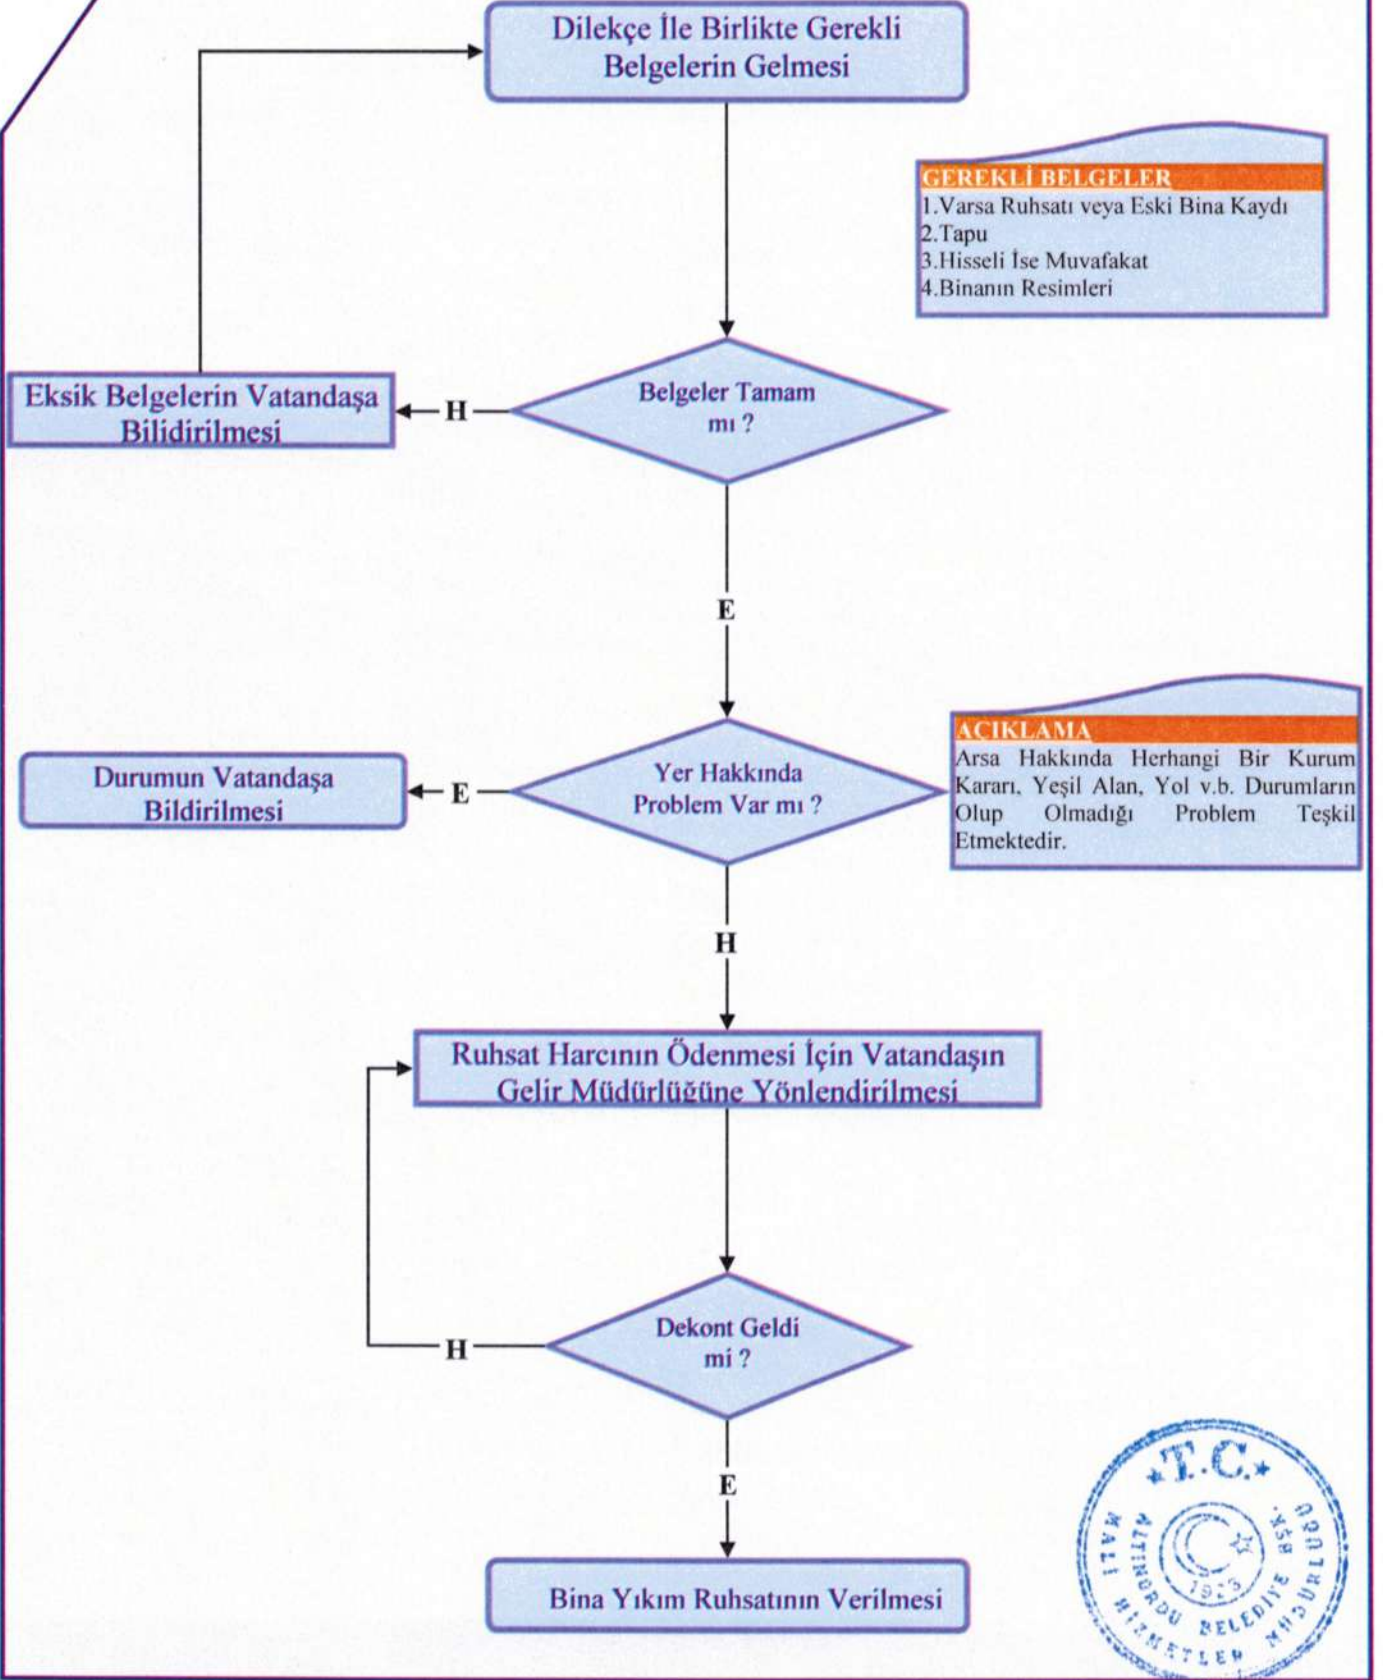 Dilekçe İle Birlikte Gerekli
Belgelerin Gelmesi
GEREKLİ BELGELER
1.Varsa Ruhsatı veya Eski Bina Kaydı
2.Tapu
3.Hisseli İse Muvafakat
4.Binanın Resimleri
Belgeler Tamam
mı ?
H
Eksik Belgelerin Vatandaşa
Bilidirilmesi
E
Yer Hakkında
Problem Var mı ?
E
Durumun Vatandaşa
Bildirilmesi
AÇIKLAMA
Arsa Hakkında Herhangi Bir Kurum
Kararı, Yeşil Alan, Yol v.b. Durumların
Olup Olmadığı Problem Teşkil
Etmektedir.
H
Ruhsat Harcının Ödenmesi İçin Vatandaşın
Gelir Müdürlüğüne Yönlendirilmesi
Dekont Geldi
mi ?
H
E
Bina Yıkım Ruhsatının Verilmesi
T.C.
ALTINORDU BELEDİYE BŞK.
MALİ HİZMETLER MÜDÜRLÜĞÜ
1923